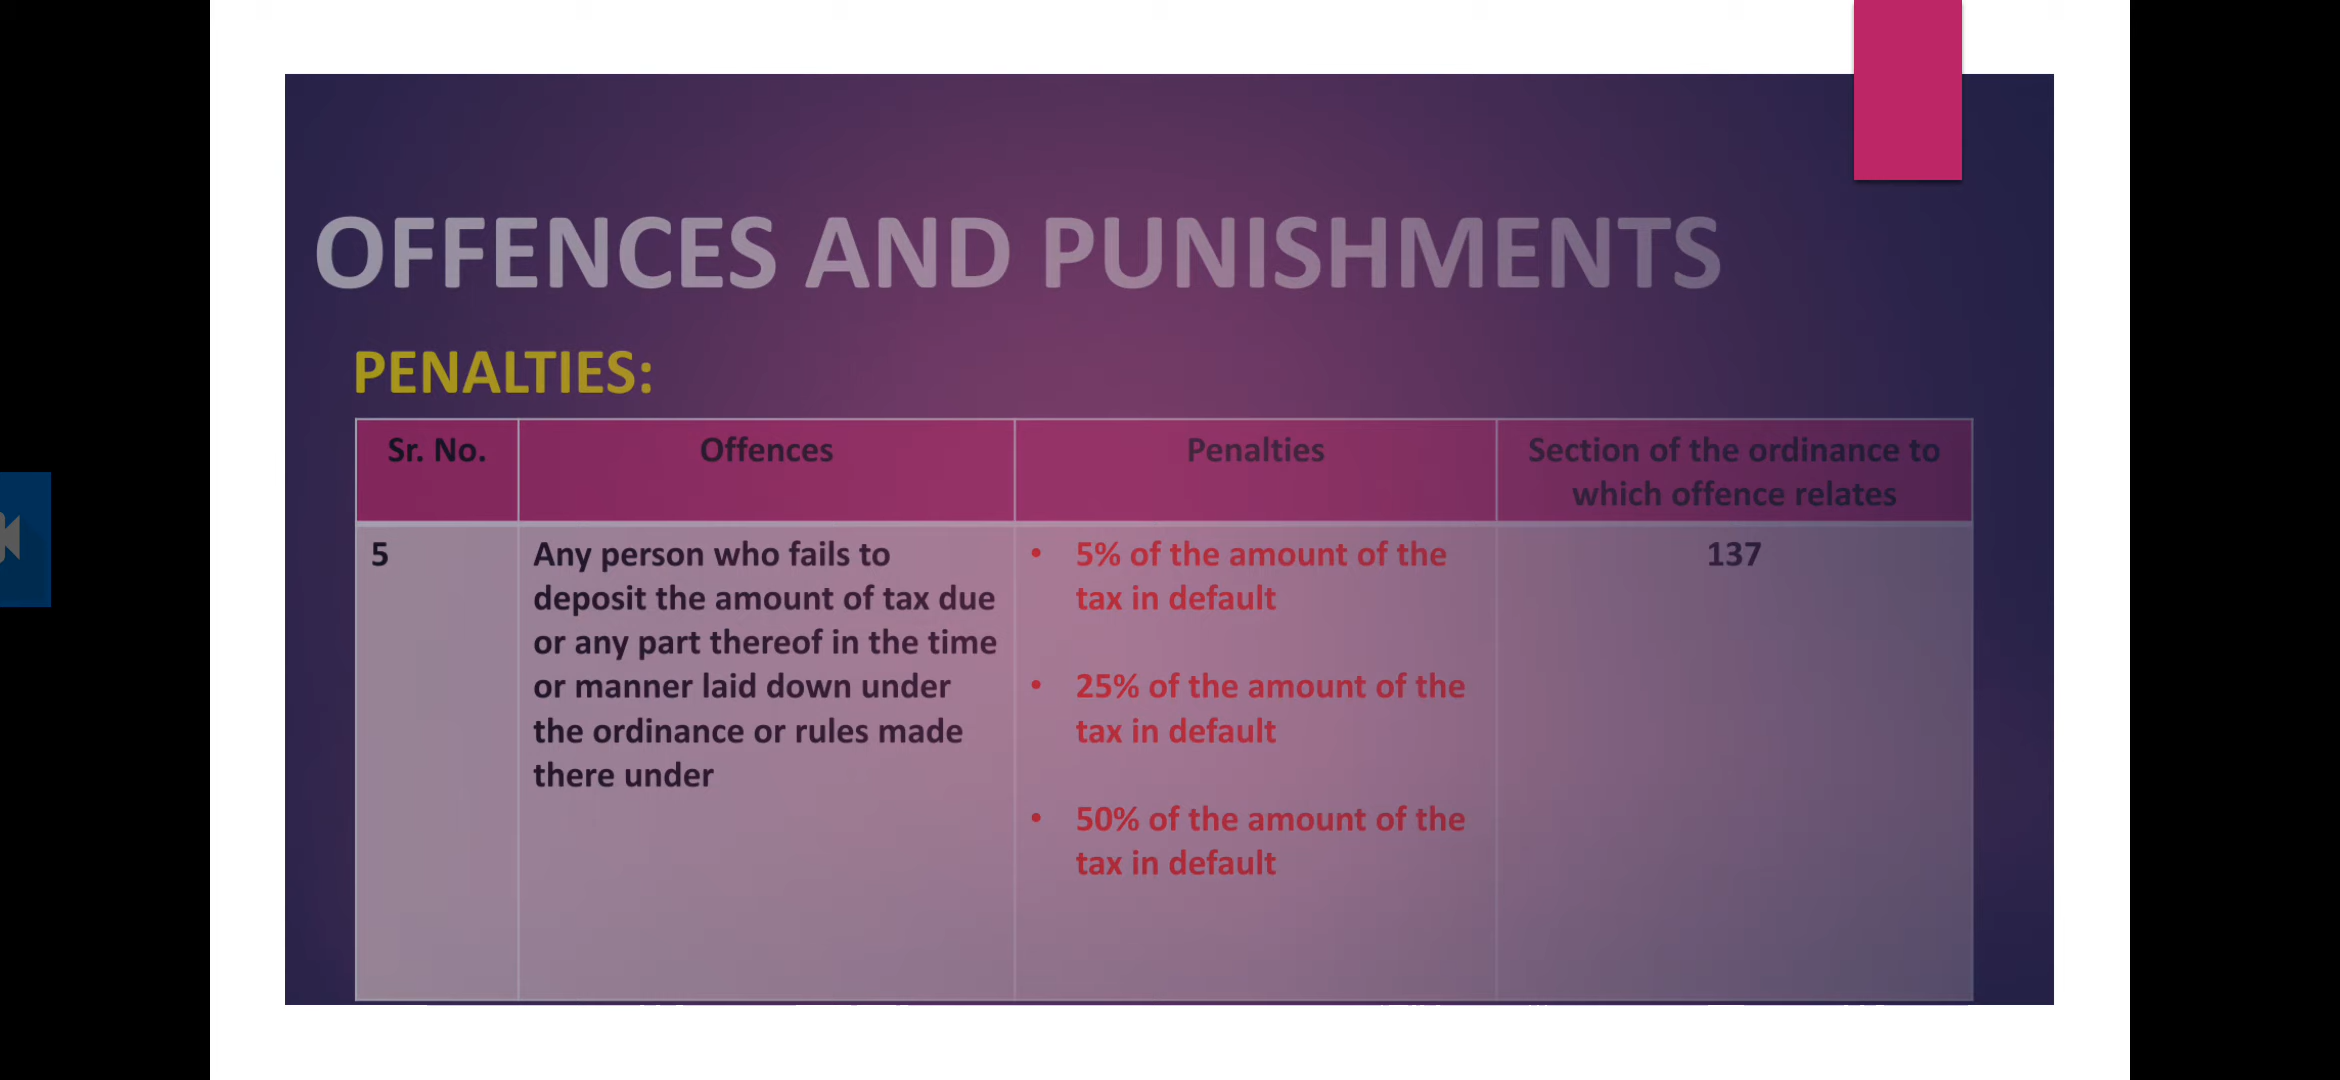 OFFENCES AND PUNISHMENTS
PENALTIES:
Sr. No.
Offences
Penalties
Section of the ordinance to
which offence relates
5
Any person who fails to
deposit the amount of tax due
or any part thereof in the time
or manner laid down under
the ordinance or rules made
there under
• 5% of the amount of the
tax in default
• 25% of the amount of the
tax in default
• 50% of the amount of the
tax in default
137